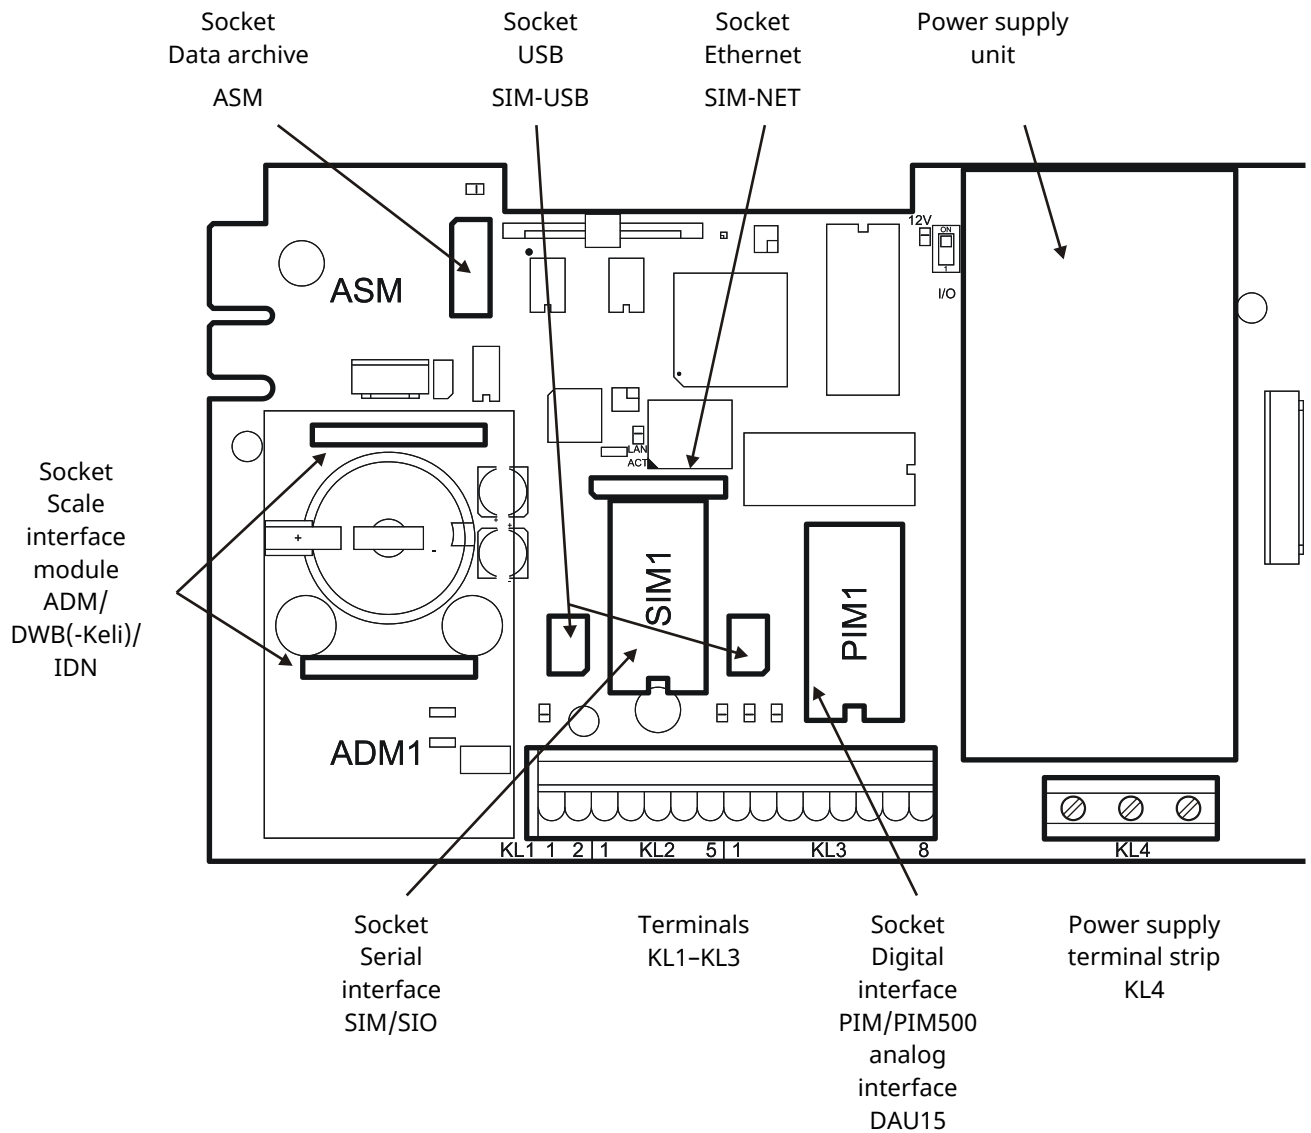 Socket
Data archive
ASM
Socket
USB
SIM-USB
Socket
Ethernet
SIM-NET
Power supply
unit
12V
ON
1
I/O
ASM
LAN
ACT
Socket
Scale
interface
module
ADM/
DWB(-Keli)/
IDN
+
-
SIM1
PIM1
ADM1
KL1 1 2 1 KL2 5 1 KL3 8
KL4
Socket
Serial
interface
SIM/SIO
Terminals
KL1–KL3
Socket
Digital
interface
PIM/PIM500
analog
interface
DAU15
Power supply
terminal strip
KL4